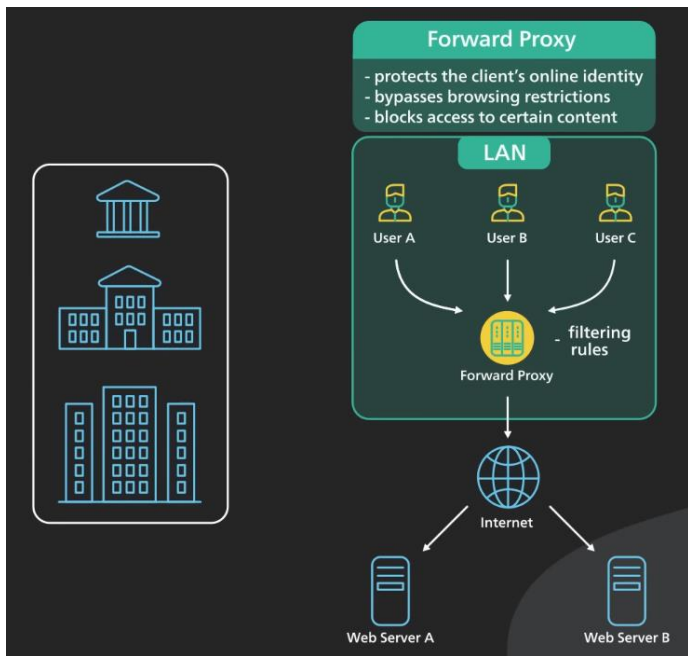 Forward Proxy
- protects the client's online identity
- bypasses browsing restrictions
- blocks access to certain content
LAN
User A
User B
User C
- filtering
rules
Forward Proxy
Internet
Web Server A
Web Server B